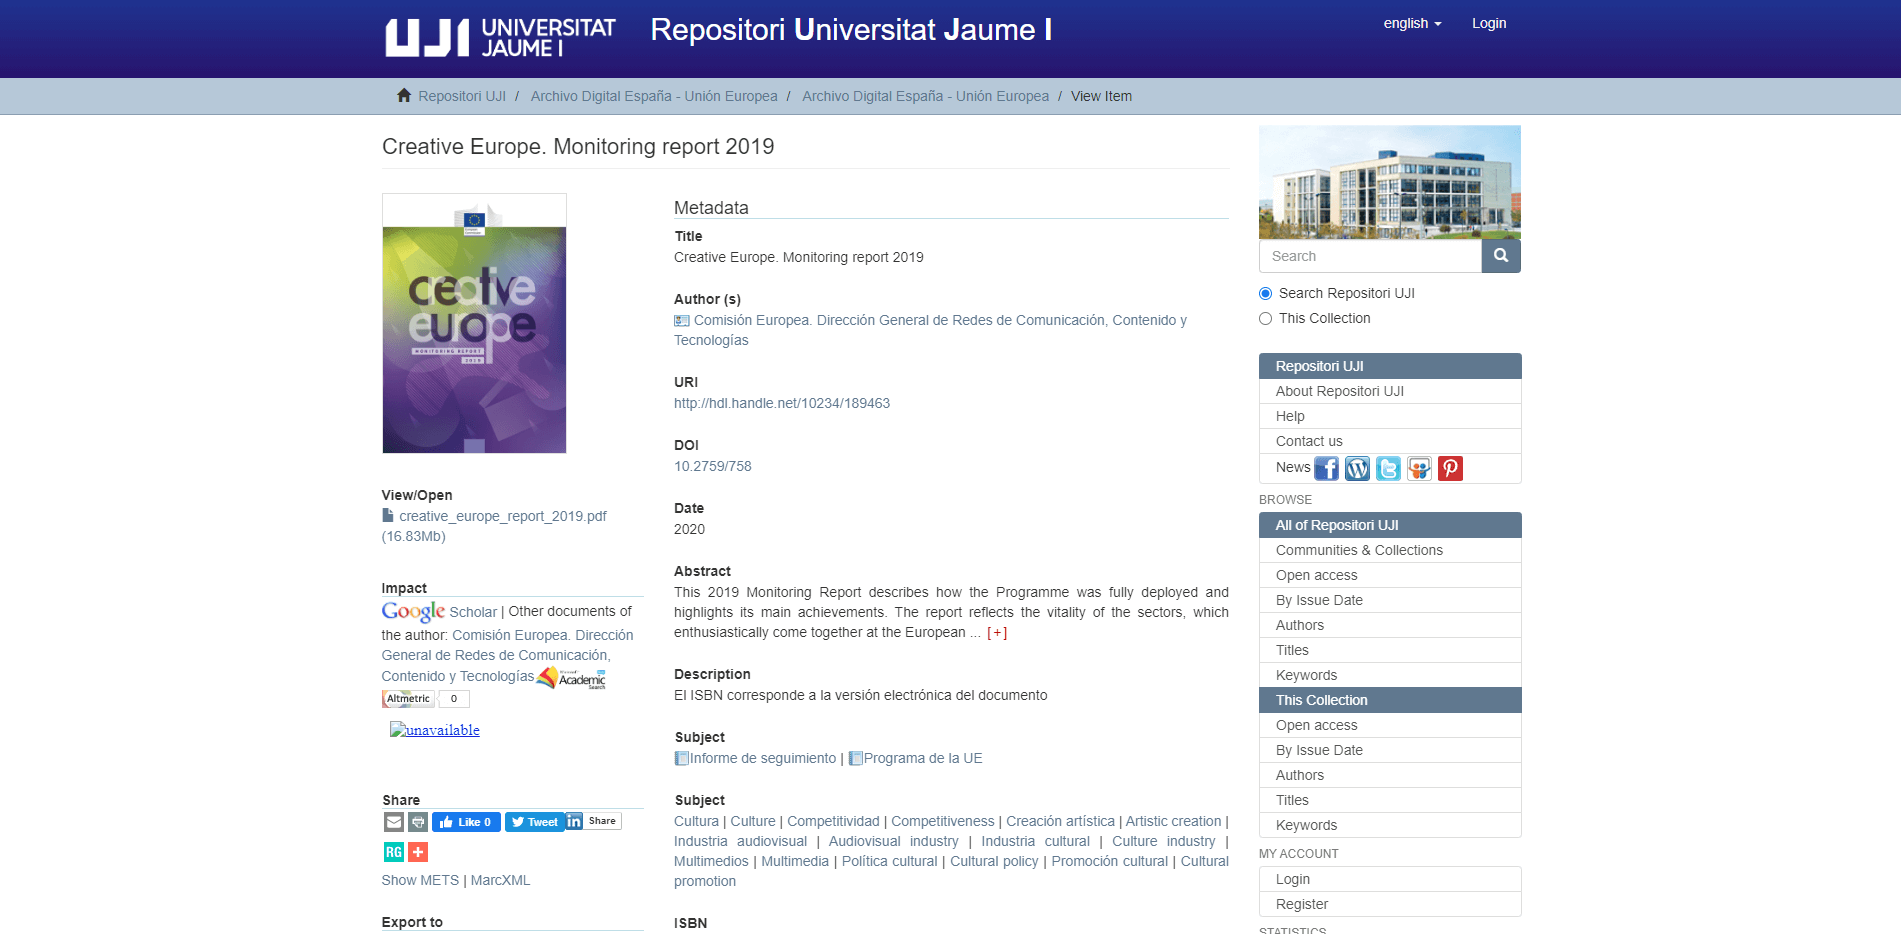 UJI UNIVERSITAT JAUME I
Repositori Universitat Jaume I
english Login
Repositori UJI / Archivo Digital España - Unión Europea / Archivo Digital España - Unión Europea / View Item
Creative Europe. Monitoring report 2019
creative
europe
MONITORING REPORT
2019
View/Open
creative_europe_report_2019.pdf
(16.83Mb)
Impact
Google Scholar | Other documents of
the author: Comisión Europea. Dirección
General de Redes de Comunicación,
Contenido y Tecnologías Academic Search
Altmetric 0
unavailable
Share
Like 0 Tweet in Share
RG +
Show METS | MarcXML
Export to
Metadata
Title
Creative Europe. Monitoring report 2019
Author (s)
Comisión Europea. Dirección General de Redes de Comunicación, Contenido y
Tecnologías
URI
http://hdl.handle.net/10234/189463
DOI
10.2759/758
Date
2020
Abstract
This 2019 Monitoring Report describes how the Programme was fully deployed and
highlights its main achievements. The report reflects the vitality of the sectors, which
enthusiastically come together at the European ... [+]
Description
El ISBN corresponde a la versión electrónica del documento
Subject
Informe de seguimiento | Programa de la UE
Subject
Cultura | Culture | Competitividad | Competitiveness | Creación artística | Artistic creation |
Industria audiovisual | Audiovisual industry | Industria cultural | Culture industry |
Multimedios | Multimedia | Política cultural | Cultural policy | Promoción cultural | Cultural
promotion
ISBN
Search
Search Repositori UJI
This Collection
Repositori UJI
About Repositori UJI
Help
Contact us
News
BROWSE
All of Repositori UJI
Communities & Collections
Open access
By Issue Date
Authors
Titles
Keywords
This Collection
Open access
By Issue Date
Authors
Titles
Keywords
MY ACCOUNT
Login
Register
STATISTICS